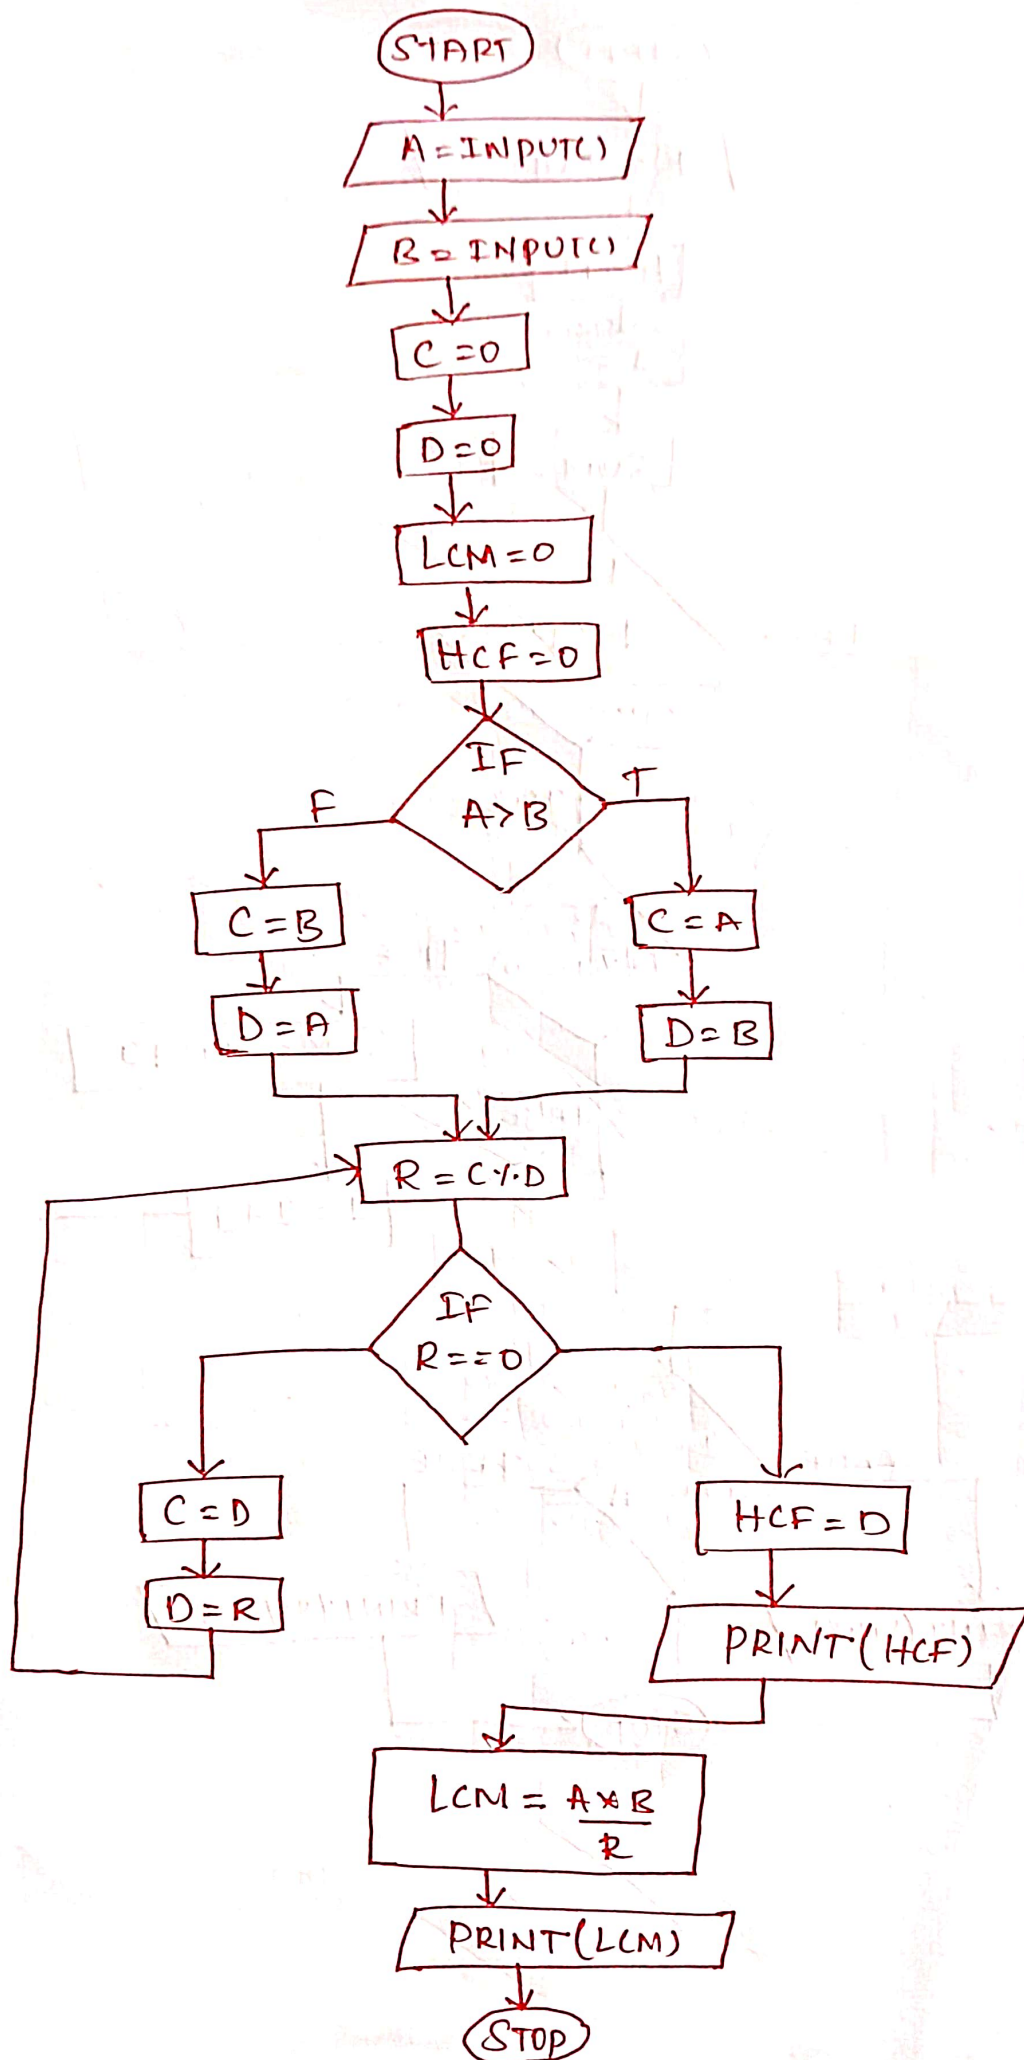 START
A = INPUT()
B = INPUT()
C = 0
D = 0
LCM = 0
HCF = 0
IF
A > B
F
T
C = B
C = A
D = A
D = B
R = C % D
IF
R == 0
C = D
HCF = D
D = R
PRINT(HCF)
LCM = A * B
R
PRINT(LCM)
STOP